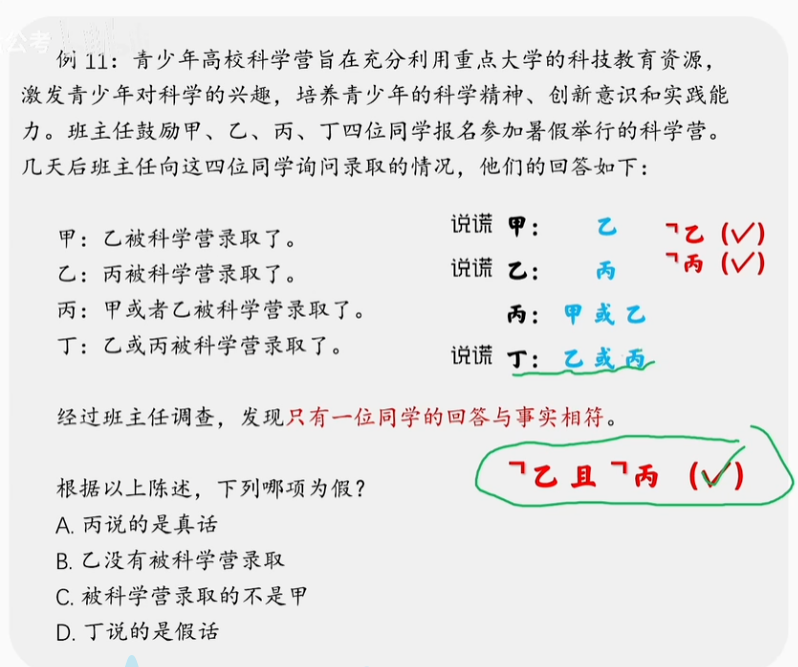 公考
例 11：青少年高校科学营旨在充分利用重点大学的科技教育资源，
激发青少年对科学的兴趣，培养青少年的科学精神、创新意识和实践能
力。班主任鼓励甲、乙、丙、丁四位同学报名参加暑假举行的科学营。
几天后班主任向这四位同学询问录取的情况，他们的回答如下：
甲：乙被科学营录取了。
乙：丙被科学营录取了。
丙：甲或者乙被科学营录取了。
丁：乙或丙被科学营录取了。
说谎 甲： 乙 ㄱ乙（✓）
说谎 乙： 丙 ㄱ丙（✓）
丙： 甲或乙
说谎 丁： 乙或丙
经过班主任调查，发现只有一位同学的回答与事实相符。
ㄱ乙且ㄱ丙（✓）
根据以上陈述，下列哪项为假？
A. 丙说的是真话
B. 乙没有被科学营录取
C. 被科学营录取的不是甲
D. 丁说的是假话